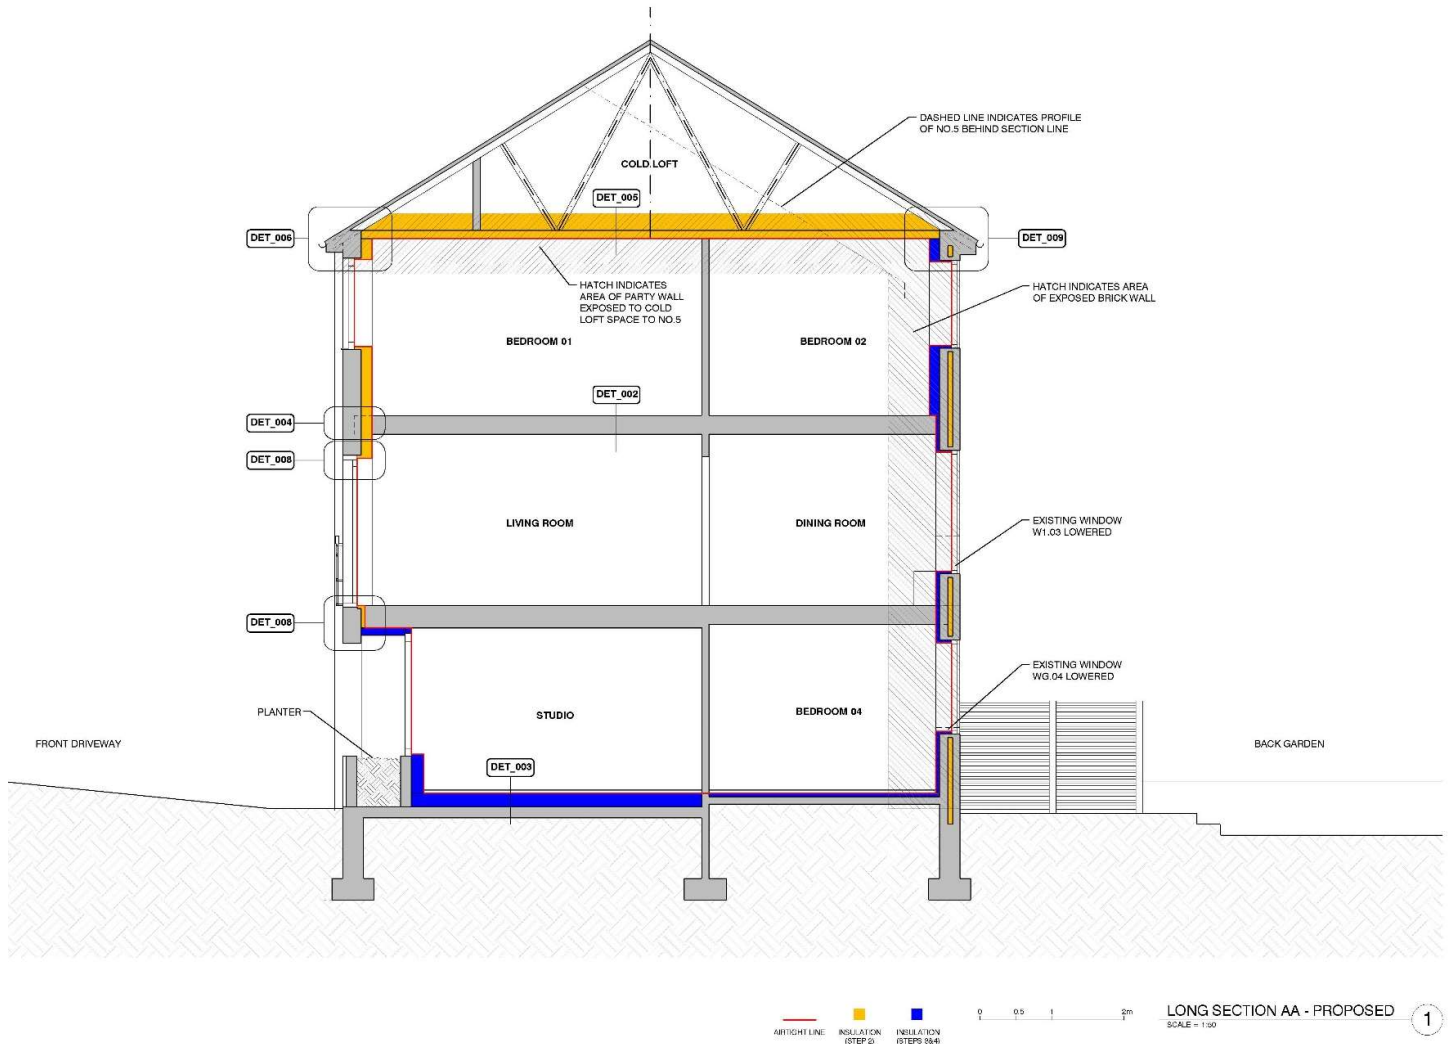 DASHED LINE INDICATES PROFILE
OF NO.5 BEHIND SECTION LINE
COLD LOFT
DET_005
DET_006
DET_009
HATCH INDICATES
AREA OF PARTY WALL
EXPOSED TO COLD
LOFT SPACE TO NO.5
HATCH INDICATES AREA
OF EXPOSED BRICK WALL
BEDROOM 01
BEDROOM 02
DET_002
DET_004
DET_008
LIVING ROOM
DINING ROOM
EXISTING WINDOW
W1.03 LOWERED
DET_008
EXISTING WINDOW
WG.04 LOWERED
PLANTER
STUDIO
BEDROOM 04
FRONT DRIVEWAY
BACK GARDEN
DET_003
AIRTIGHT LINE
INSULATION
(STEP 2)
INSULATION
(STEPS 3&4)
0 0.5 1 2m
LONG SECTION AA - PROPOSED
SCALE = 1:50
1